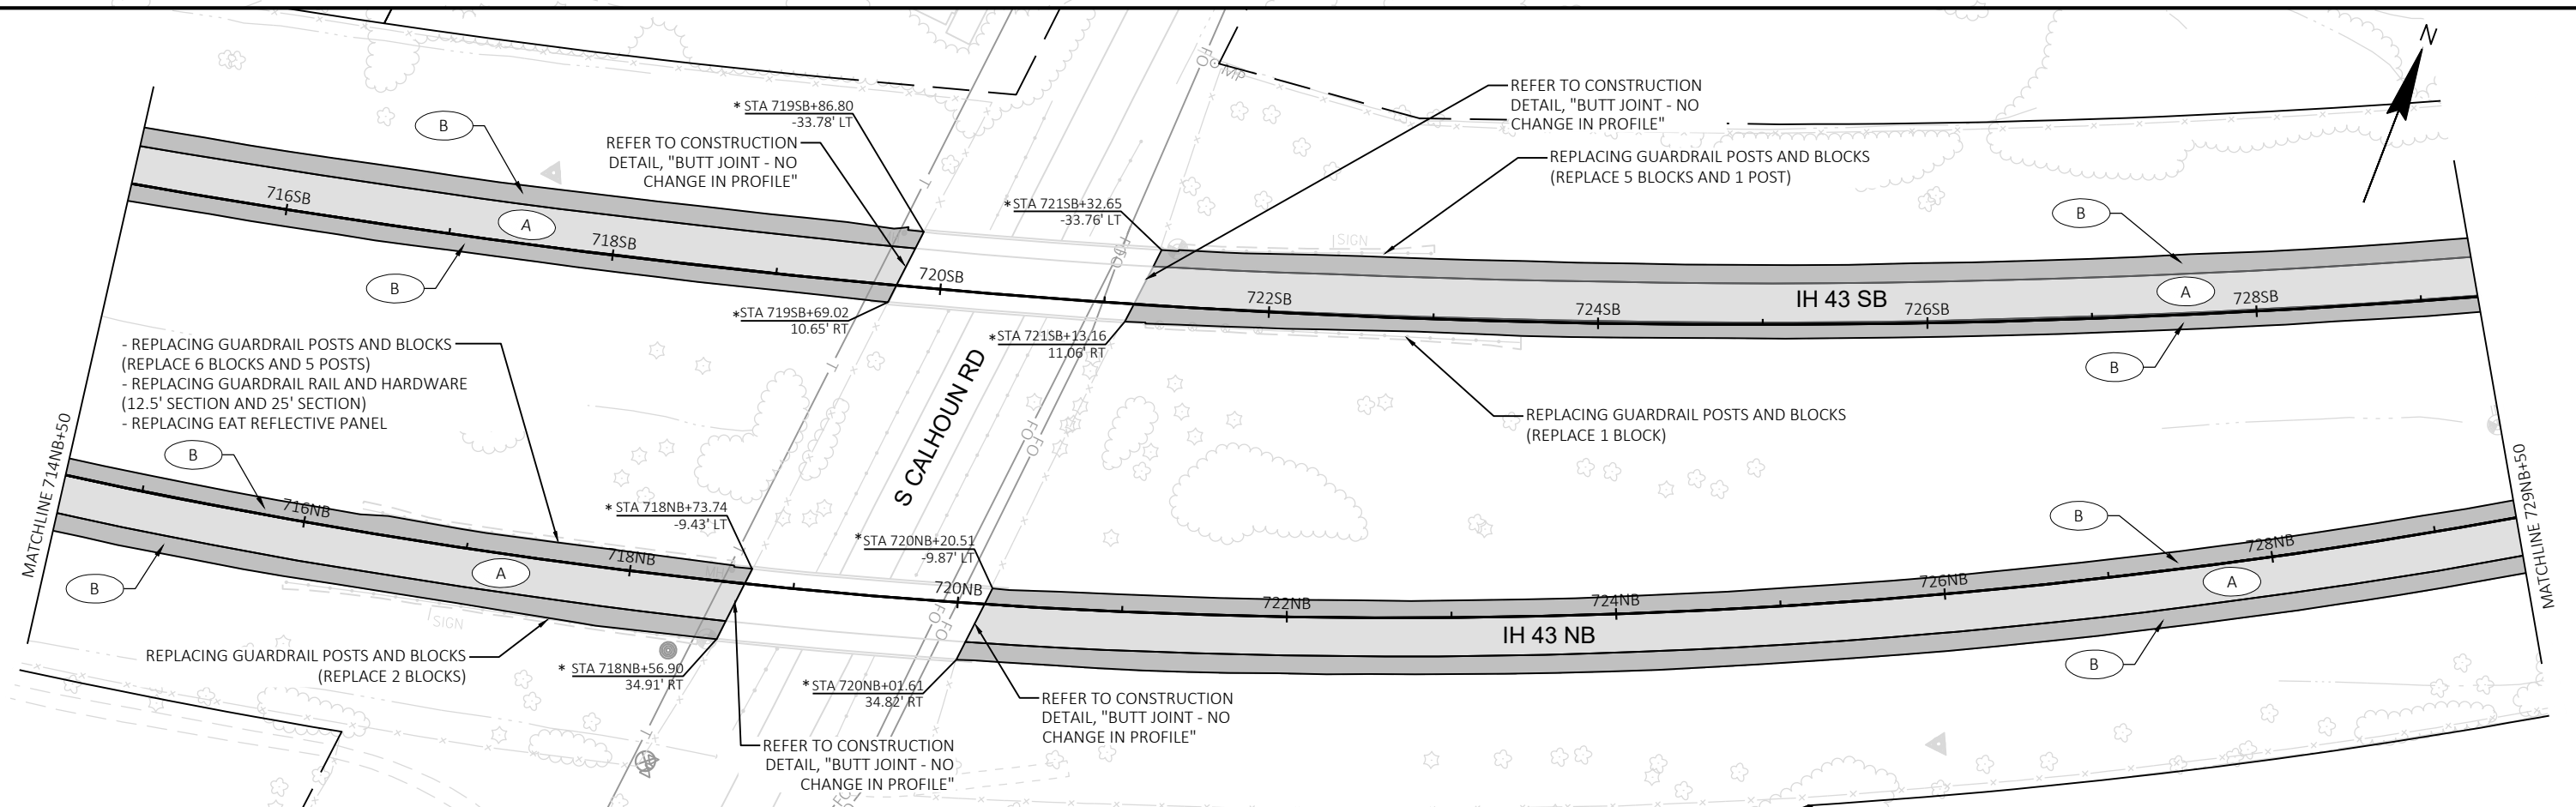 N
FO
FO
MP
REFER TO CONSTRUCTION
DETAIL, "BUTT JOINT - NO
CHANGE IN PROFILE"
* STA 719SB+86.80
-33.78' LT
B
REFER TO CONSTRUCTION
DETAIL, "BUTT JOINT - NO
CHANGE IN PROFILE"
REPLACING GUARDRAIL POSTS AND BLOCKS
(REPLACE 5 BLOCKS AND 1 POST)
716SB
A
718SB
*STA 721SB+32.65
-33.76' LT
SIGN
B
B
720SB
722SB
724SB
IH 43 SB
726SB
A
728SB
*STA 719SB+69.02
10.65' RT
*STA 721SB+13.16
11.06' RT
B
- REPLACING GUARDRAIL POSTS AND BLOCKS
(REPLACE 6 BLOCKS AND 5 POSTS)
- REPLACING GUARDRAIL RAIL AND HARDWARE
(12.5' SECTION AND 25' SECTION)
- REPLACING EAT REFLECTIVE PANEL
S CALHOUN RD
REPLACING GUARDRAIL POSTS AND BLOCKS
(REPLACE 1 BLOCK)
MATCHLINE 714NB+50
MATCHLINE 729NB+50
B
716NB
* STA 718NB+73.74
-9.43' LT
*STA 720NB+20.51
-9.87' LT
B
718NB
A
720NB
722NB
724NB
726NB
728NB
A
B
SIGN
IH 43 NB
B
REPLACING GUARDRAIL POSTS AND BLOCKS
(REPLACE 2 BLOCKS)
* STA 718NB+56.90
34.91' RT
*STA 720NB+01.61
34.82' RT
REFER TO CONSTRUCTION
DETAIL, "BUTT JOINT - NO
CHANGE IN PROFILE"
REFER TO CONSTRUCTION
DETAIL, "BUTT JOINT - NO
CHANGE IN PROFILE"